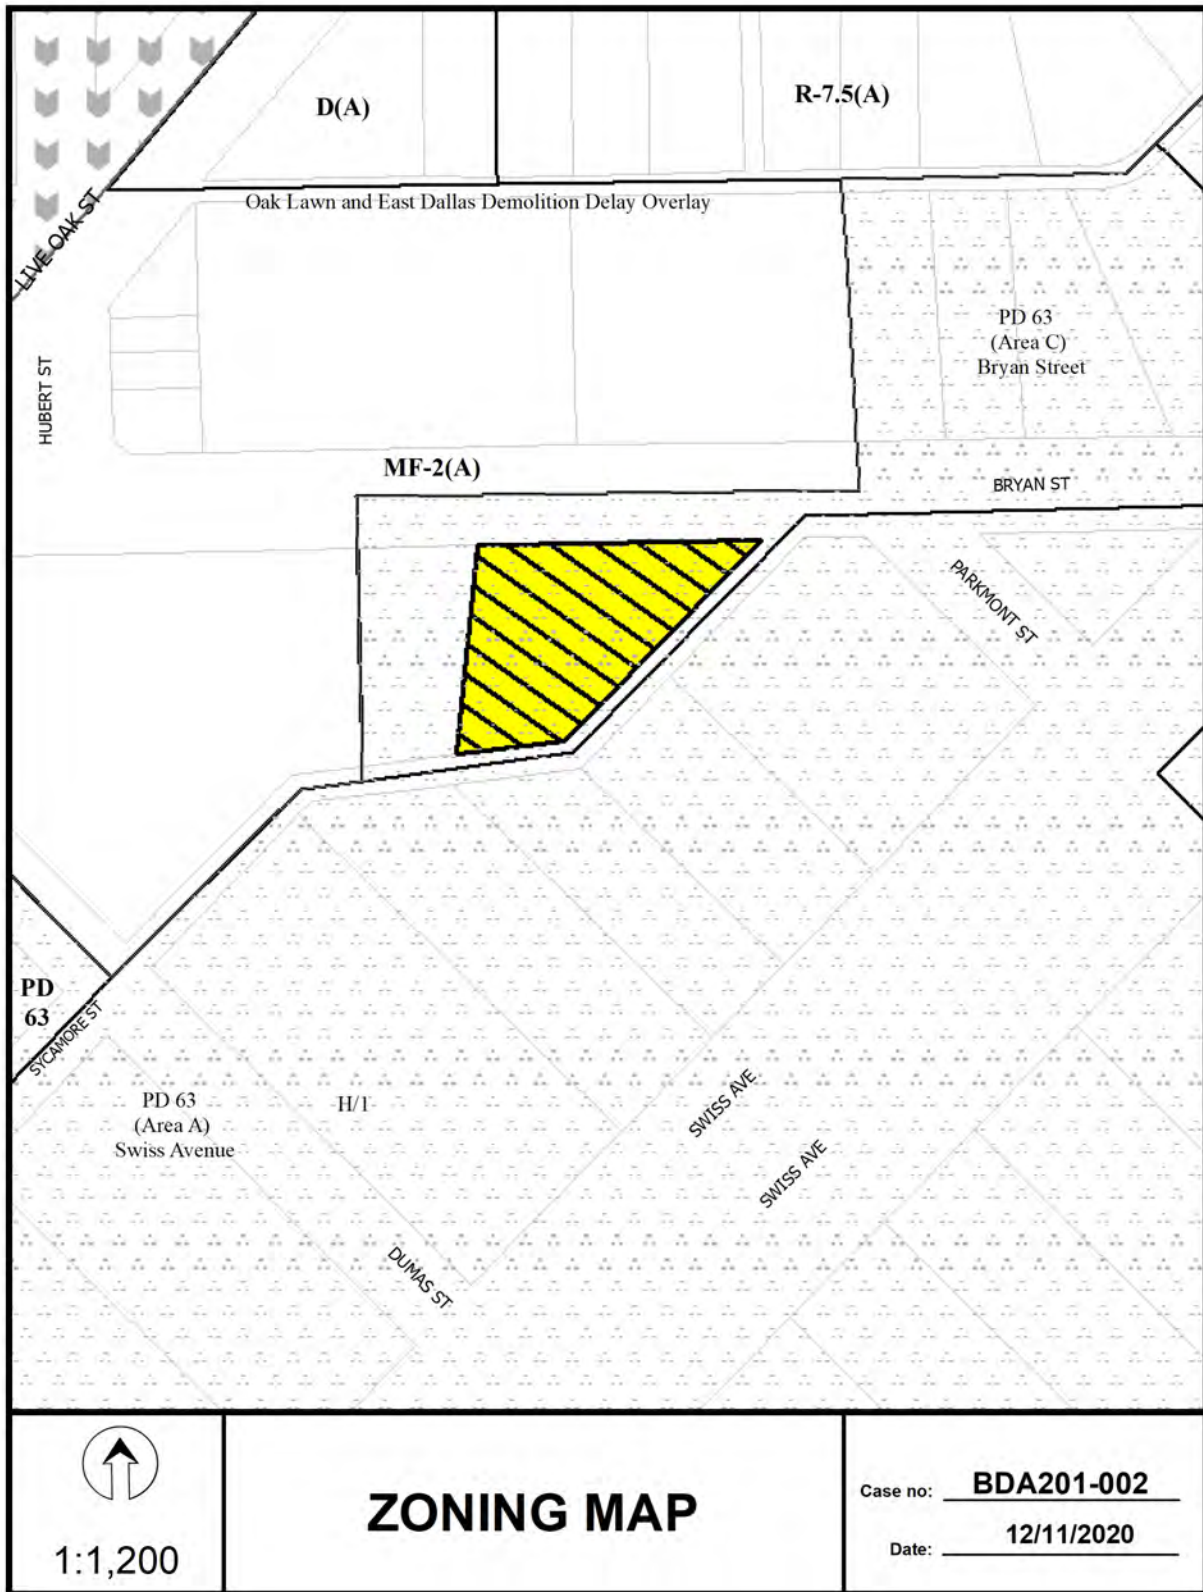 D(A)
R-7.5(A)
Oak Lawn and East Dallas Demolition Delay Overlay
LIVE OAK ST
PD 63
(Area C)
Bryan Street
HUBERT ST
MF-2(A)
BRYAN ST
PARKMONT ST
PD
63
SYCAMORE ST
PD 63
(Area A)
Swiss Avenue
H/1
SWISS AVE
SWISS AVE
DUMAS ST
1:1,200
ZONING MAP
Case no: BDA201-002
Date: 12/11/2020